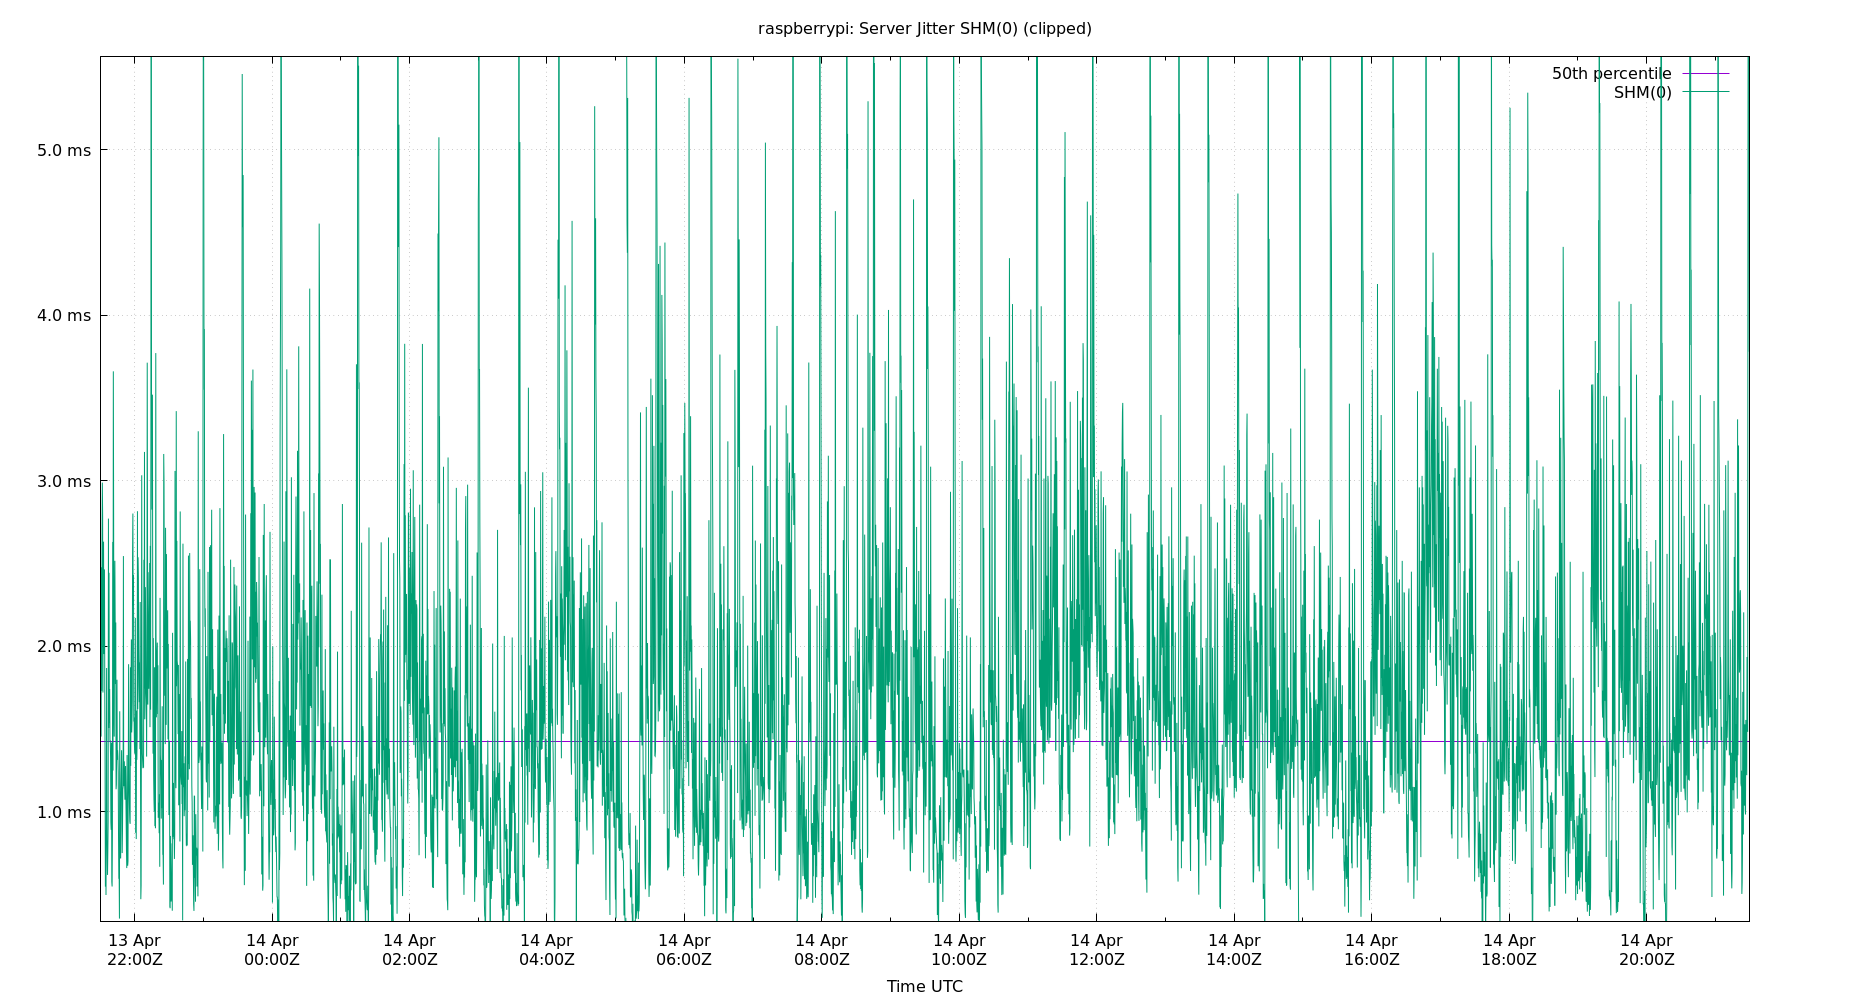 raspberrypi: Server Jitter SHM(0) (clipped)
50th percentile
SHM(0)
5.0 ms
4.0 ms
3.0 ms
2.0 ms
1.0 ms
13 Apr 14 Apr 14 Apr 14 Apr 14 Apr 14 Apr 14 Apr 14 Apr 14 Apr 14 Apr 14 Apr 14 Apr
22:00Z 00:00Z 02:00Z 04:00Z 06:00Z 08:00Z 10:00Z 12:00Z 14:00Z 16:00Z 18:00Z 20:00Z
Time UTC